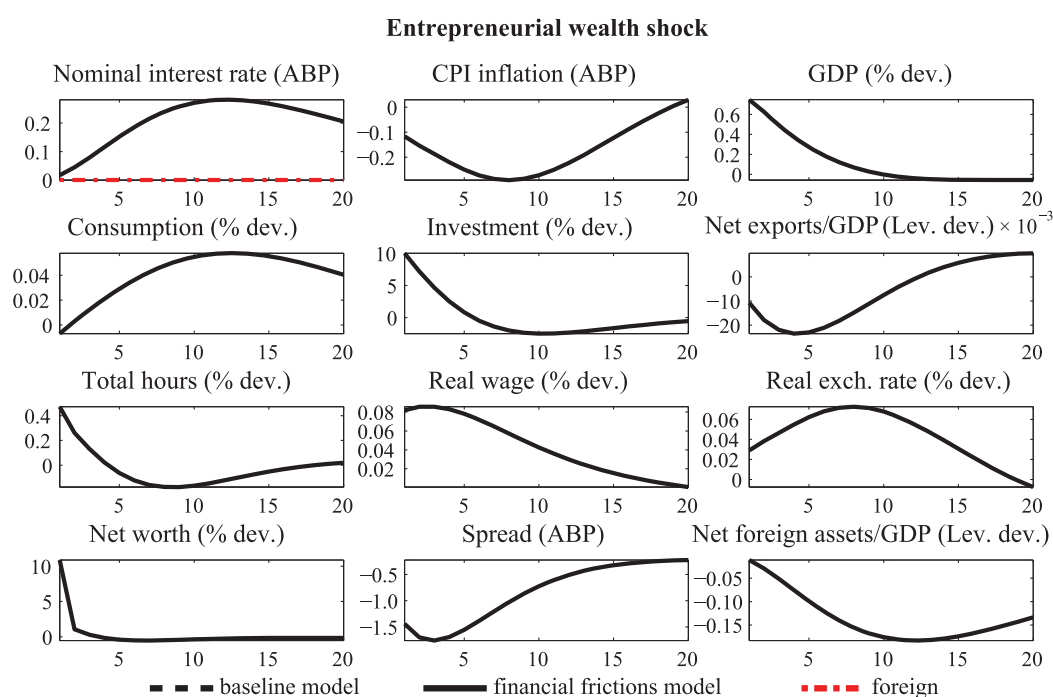 Entrepreneurial wealth shock
Nominal interest rate (ABP)
CPI inflation (ABP)
GDP (% dev.)
0.2
0.1
0
5 10 15 20
0
−0.1
−0.2
5 10 15 20
0.6
0.4
0.2
0
5 10 15 20
Consumption (% dev.)
Investment (% dev.)
Net exports/GDP (Lev. dev.) × 10⁻³
0.04
0.02
0
5 10 15 20
10
5
0
5 10 15 20
0
−10
−20
5 10 15 20
Total hours (% dev.)
Real wage (% dev.)
Real exch. rate (% dev.)
0.4
0.2
0
5 10 15 20
0.08
0.06
0.04
0.02
5 10 15 20
0.06
0.04
0.02
0
5 10 15 20
Net worth (% dev.)
Spread (ABP)
Net foreign assets/GDP (Lev. dev.)
10
5
0
5 10 15 20
−0.5
−1.0
−1.5
5 10 15 20
−0.05
−0.10
−0.15
5 10 15 20
baseline model financial frictions model foreign